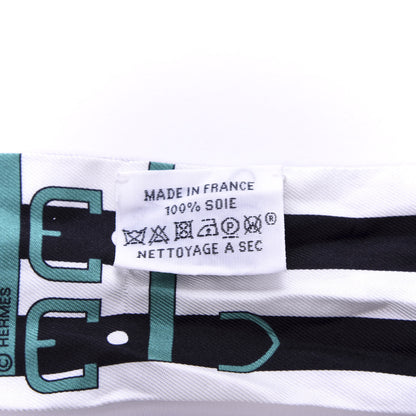 MADE IN FRANCE
100% SOIE
P ®
NETTOYAGE A SEC
© HERMES